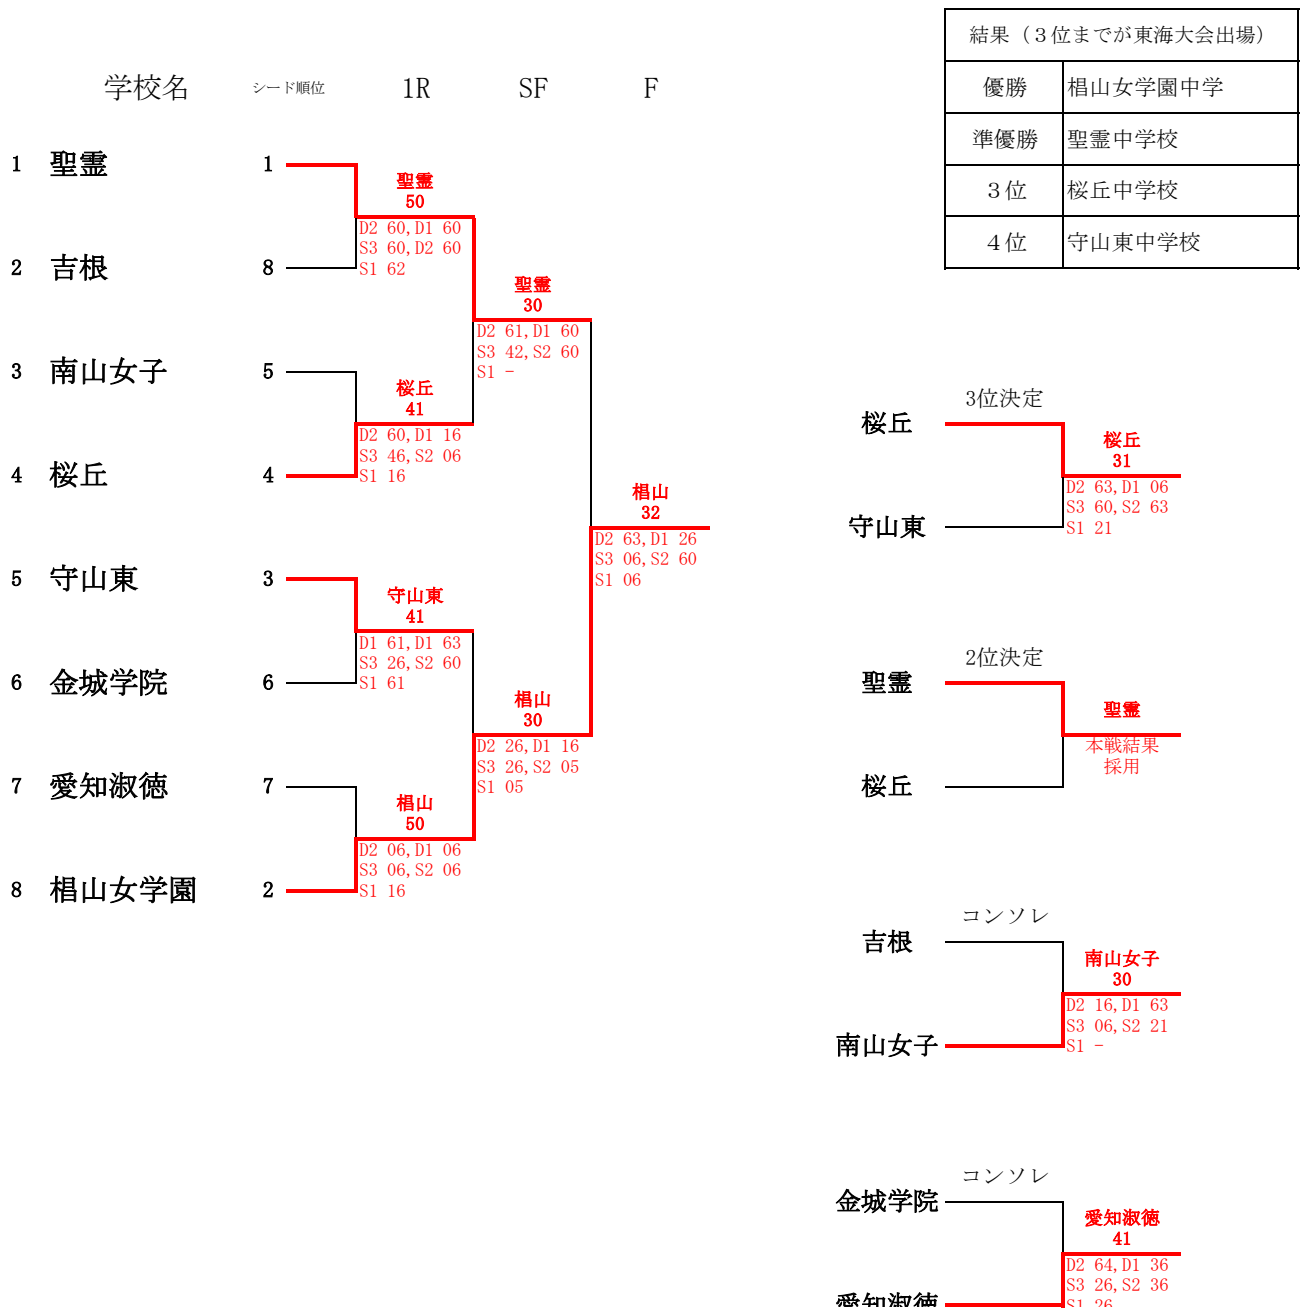 結果（３位までが東海大会出場）
優勝 椙山女学園中学
準優勝 聖霊中学校
３位 桜丘中学校
４位 守山東中学校
学校名 シード順位 1R SF F
1 聖霊 1
聖霊
50
D2 60,D1 60
S3 60,D2 60
S1 62
2 吉根 8
聖霊
30
D2 61,D1 60
S3 42,S2 60
S1 -
3 南山女子 5
桜丘
41
D2 60,D1 16
S3 46,S2 06
S1 16
4 桜丘 4
椙山
32
D2 63,D1 26
S3 06,S2 60
S1 06
5 守山東 3
守山東
41
D1 61,D1 63
S3 26,S2 60
S1 61
6 金城学院 6
椙山
30
D2 26,D1 16
S3 26,S2 05
S1 05
7 愛知淑徳 7
椙山
50
D2 06,D1 06
S3 06,S2 06
S1 16
8 椙山女学園 2
3位決定
桜丘
桜丘
31
D2 63,D1 06
S3 60,S2 63
S1 21
守山東
2位決定
聖霊
聖霊
本戦結果
採用
桜丘
コンソレ
吉根
南山女子
30
D2 16,D1 63
S3 06,S2 21
S1 -
南山女子
コンソレ
金城学院
愛知淑徳
41
D2 64,D1 36
S3 26,S2 36
S1 26
愛知淑徳